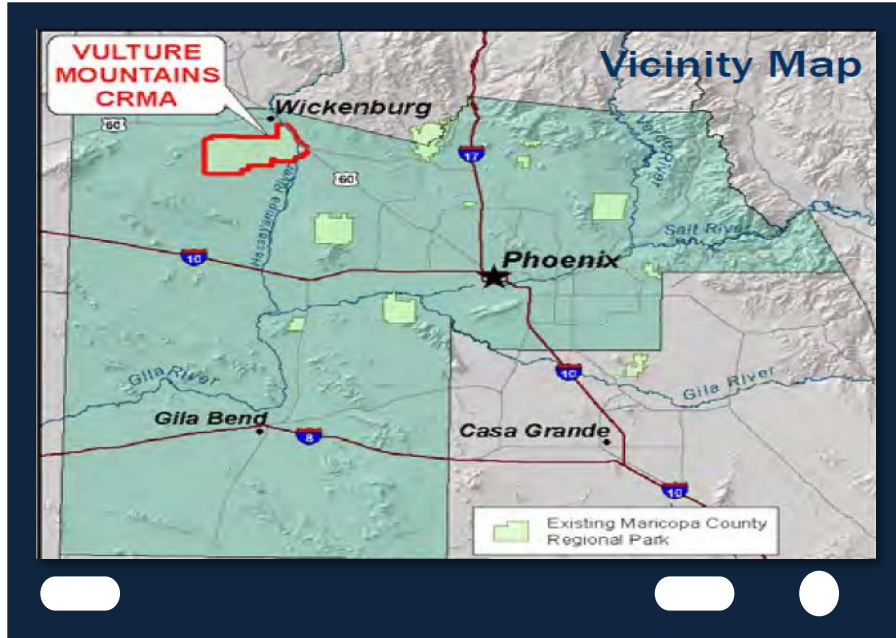 Vicinity Map
VULTURE
MOUNTAINS
CRMA
Wickenburg
60
17
60
Verde River
Hassayampa River
Salt River
10
Phoenix
Gila River
10
Gila River
Gila Bend
8
Casa Grande
10
Existing Maricopa County
Regional Park